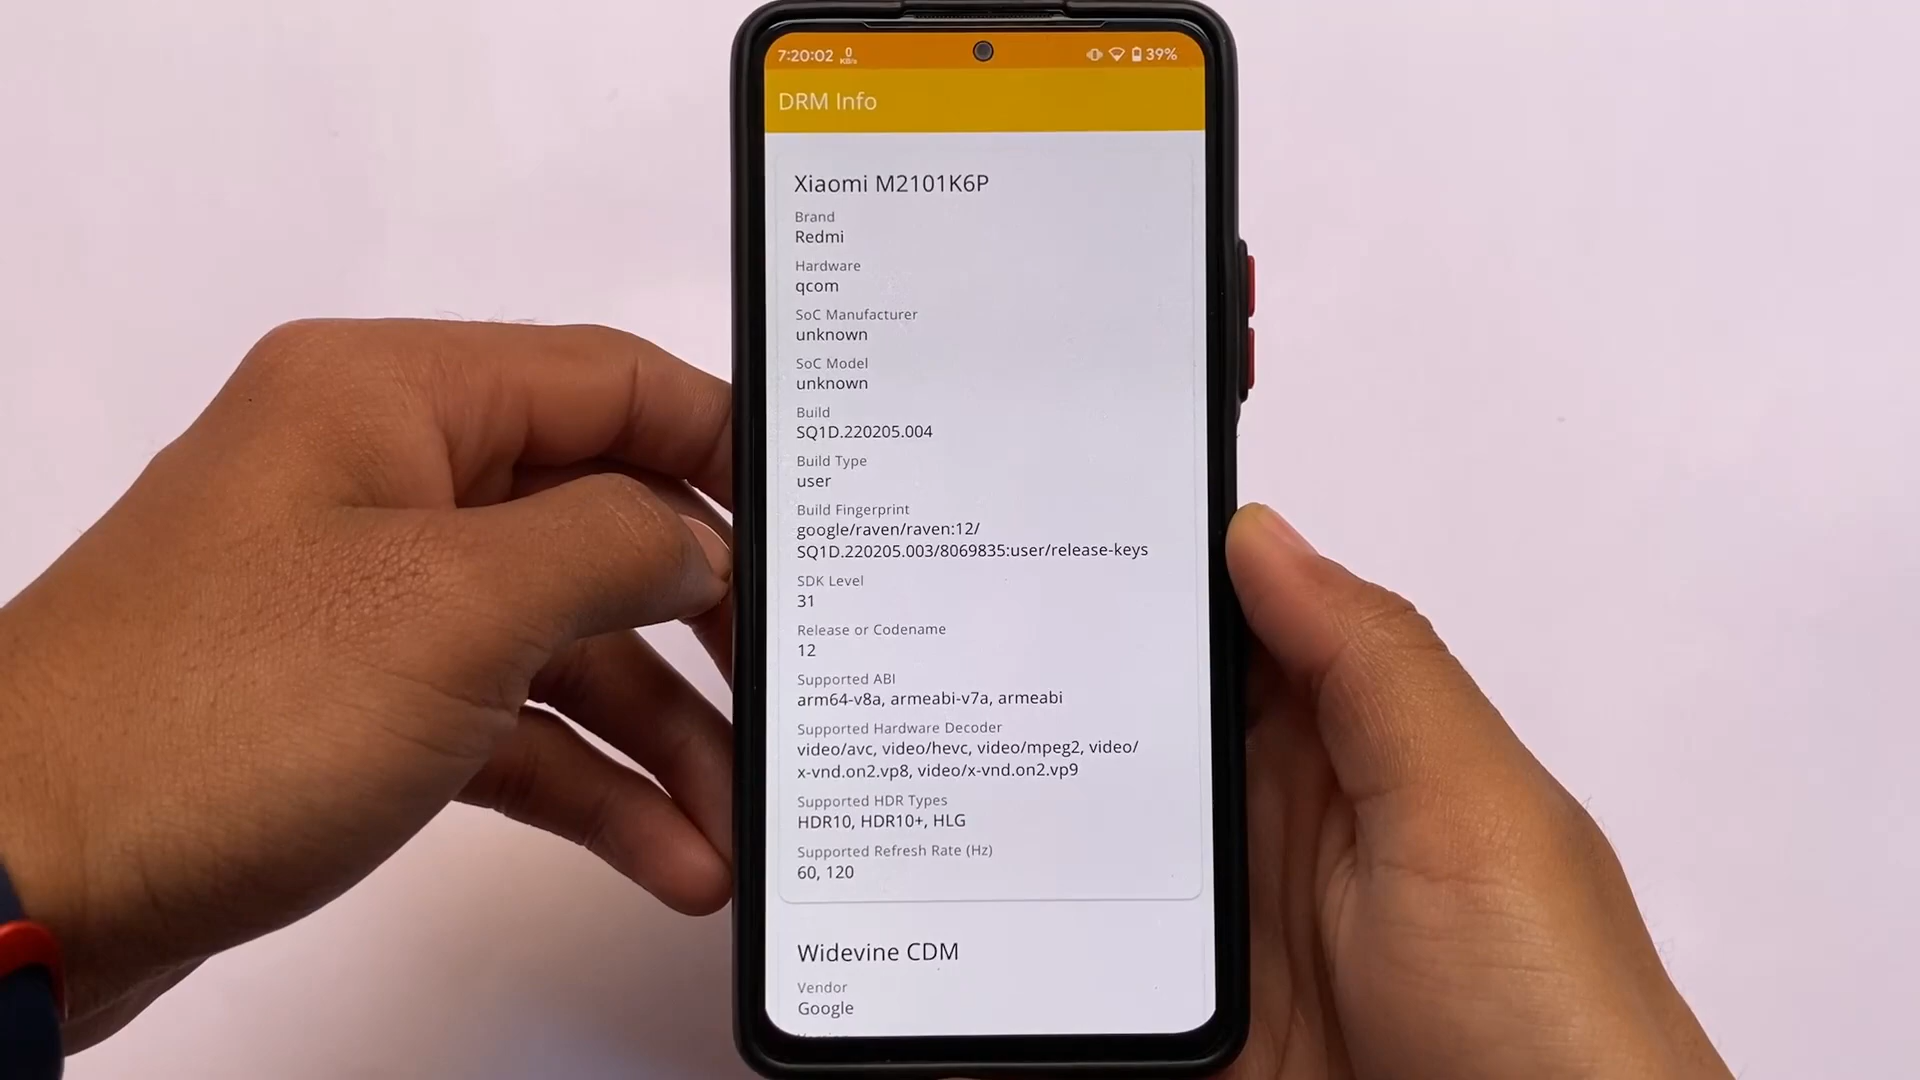 7:20:02 0 KB/s 39%
DRM Info
Xiaomi M2101K6P
Brand
Redmi
Hardware
qcom
SoC Manufacturer
unknown
SoC Model
unknown
Build
SQ1D.220205.004
Build Type
user
Build Fingerprint
google/raven/raven:12/
SQ1D.220205.003/8069835:user/release-keys
SDK Level
31
Release or Codename
12
Supported ABI
arm64-v8a, armeabi-v7a, armeabi
Supported Hardware Decoder
video/avc, video/hevc, video/mpeg2, video/
x-vnd.on2.vp8, video/x-vnd.on2.vp9
Supported HDR Types
HDR10, HDR10+, HLG
Supported Refresh Rate (Hz)
60, 120
Widevine CDM
Vendor
Google